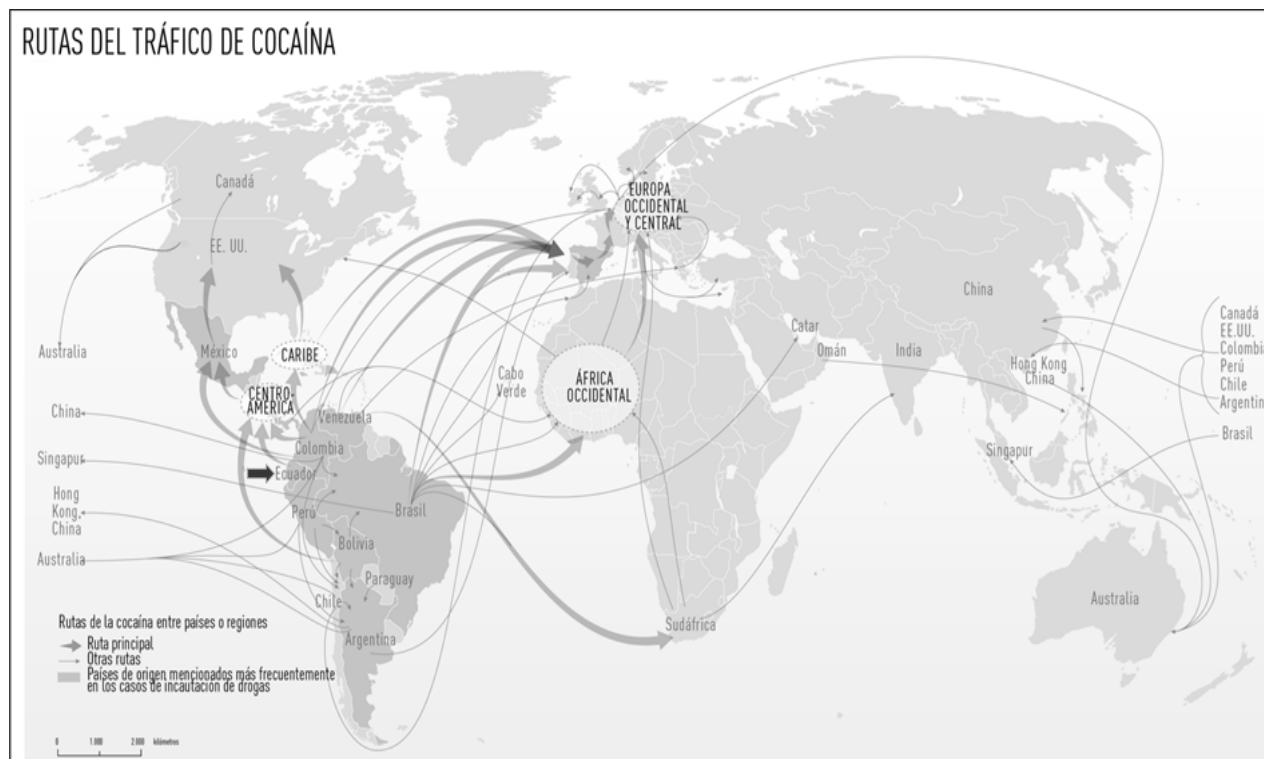 RUTAS DEL TRÁFICO DE COCAÍNA
Canadá
EE. UU.
EUROPA
OCCIDENTAL
Y CENTRAL
China
Australia
México
CARIBE
CENTRO-
AMÉRICA
Cabo
Verde
ÁFRICA
OCCIDENTAL
Catar
Omán
India
Hong Kong
China
Canadá
EE.UU.
Colombia
Perú
Chile
Argentina
Brasil
China
Singapur
Hong
Kong,
China
Australia
Venezuela
Colombia
Ecuador
Perú
Brasil
Bolivia
Paraguay
Chile
Argentina
Sudáfrica
Singapur
Australia
Rutas de la cocaína entre países o regiones
Ruta principal
Otras rutas
Países de origen mencionados más frecuentemente
en los casos de incautación de drogas
0 1.000 2.000 kilómetros